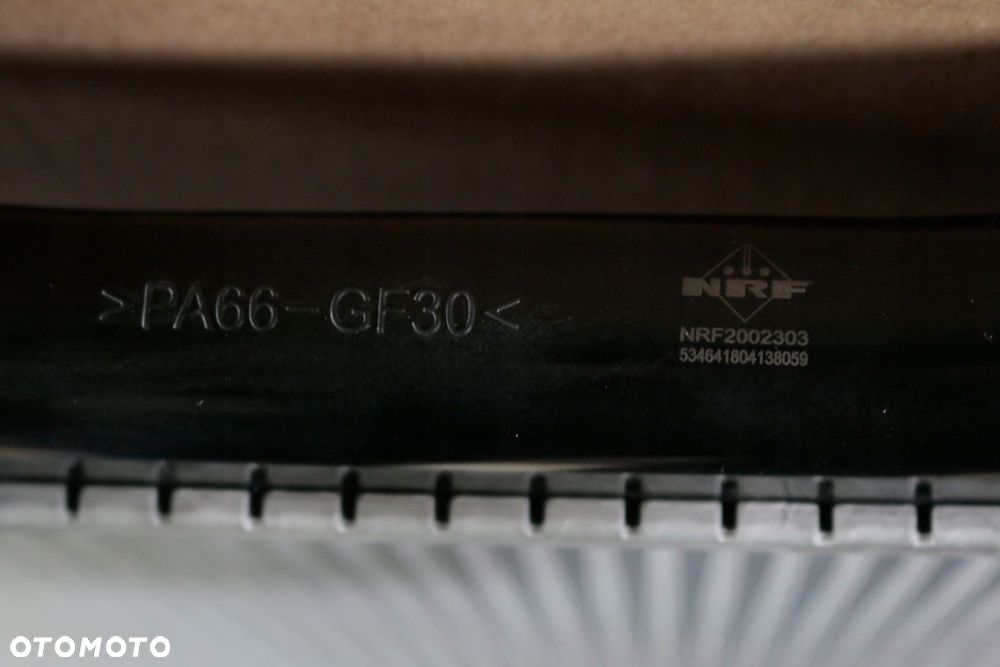 >PA66-GF30<
NRF
NRF2002303
534641804138059
OTOMOTO